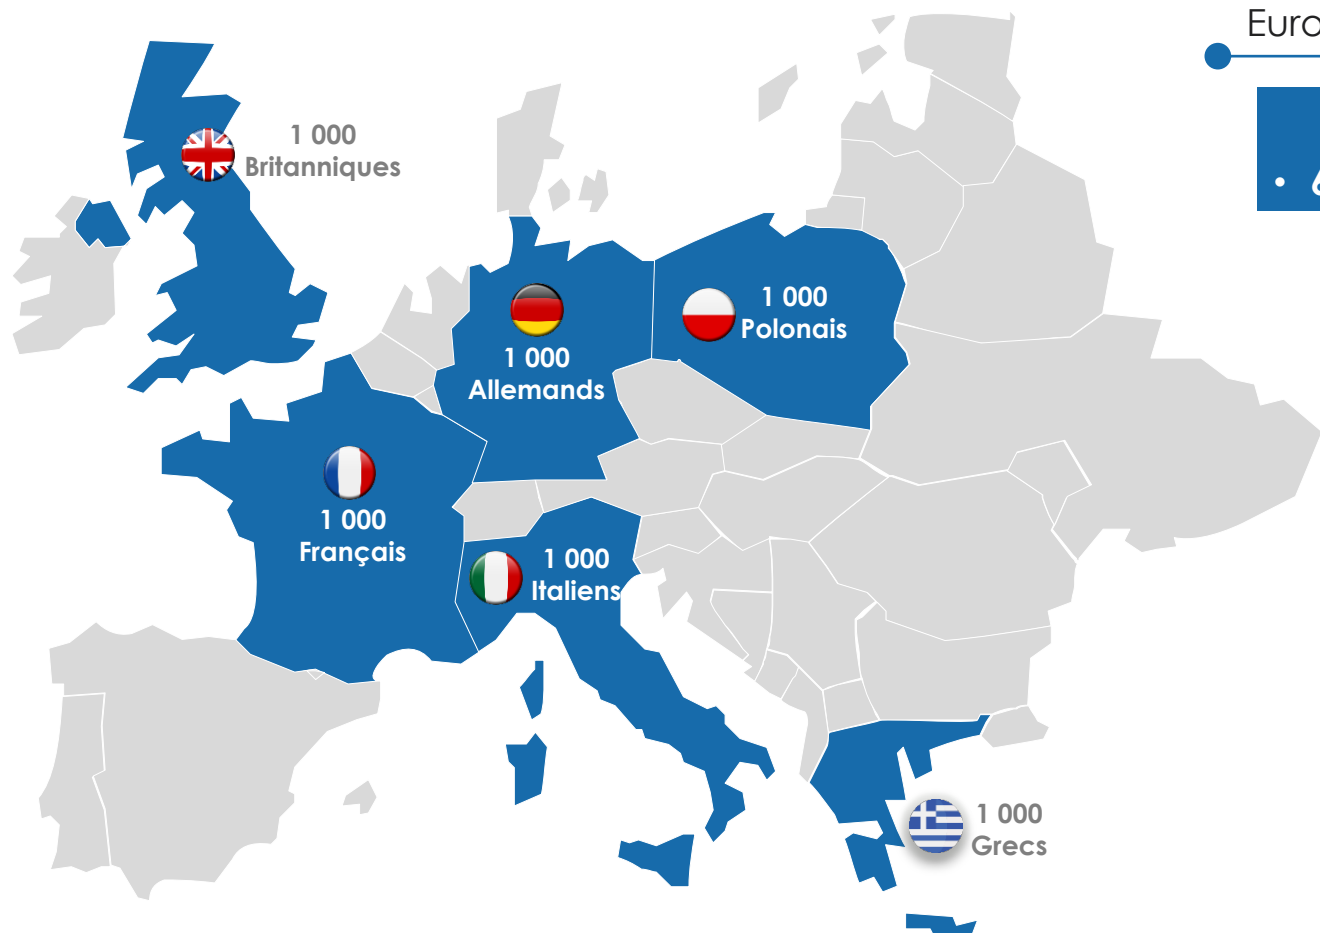 Euro
1 000
Britanniques
1 000
Polonais
1 000
Allemands
1 000
Français
1 000
Italiens
1 000
Grecs